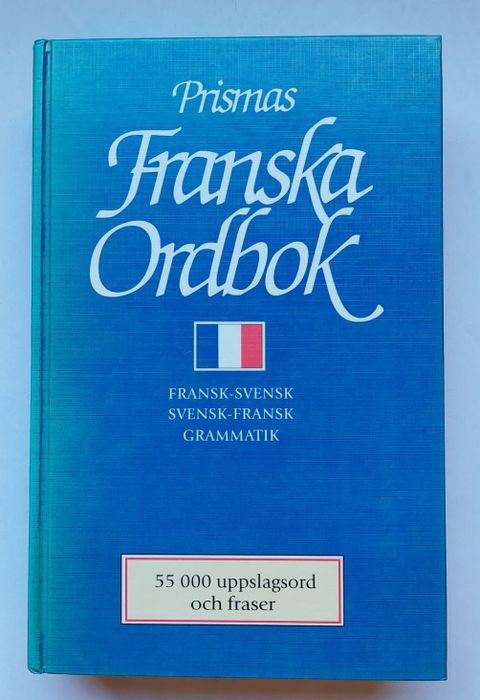 Prismas
Franska
Ordbok
FRANSK-SVENSK
SVENSK-FRANSK
GRAMMATIK
55 000 uppslagsord
och fraser